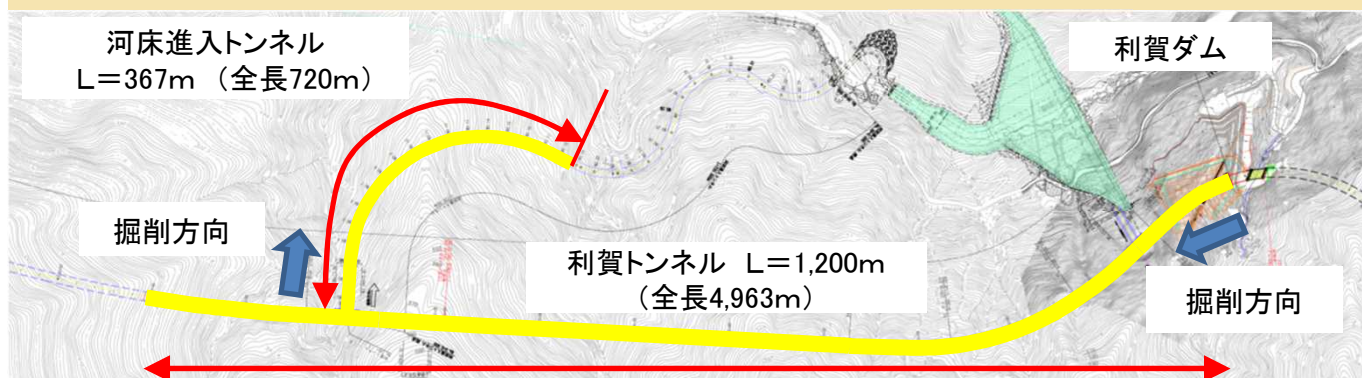 河床進入トンネル
L=367m (全長720m)
利賀ダム
掘削方向
利賀トンネル L=1,200m
(全長4,963m)
掘削方向